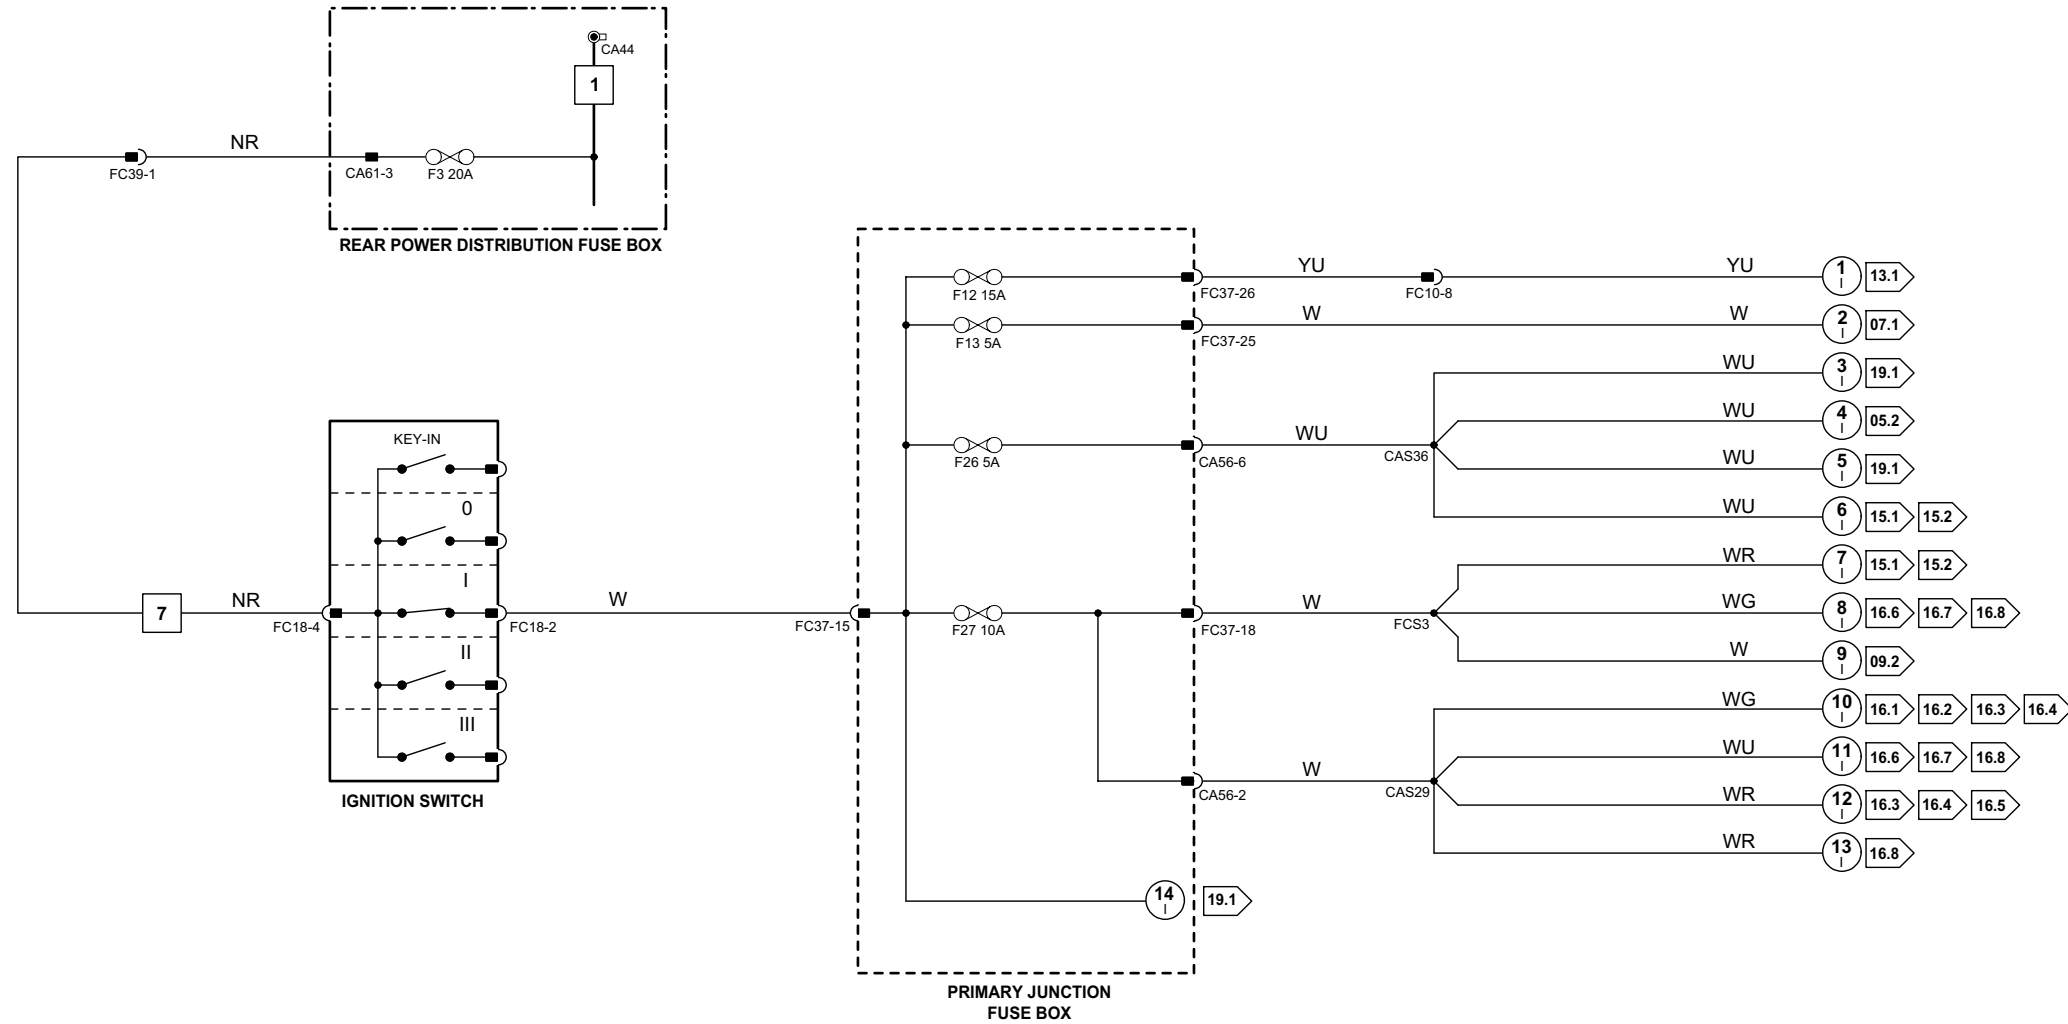 CA44
1
NR
FC39-1
CA61-3
F3 20A
REAR POWER DISTRIBUTION FUSE BOX
F12 15A
FC37-26
YU
FC10-8
YU
1
I
13.1
F13 5A
FC37-25
W
W
2
I
07.1
WU
3
I
19.1
WU
4
I
05.2
F26 5A
CA56-6
WU
CAS36
WU
5
I
19.1
WU
6
I
15.1
15.2
KEY-IN
0
I
II
III
7
NR
FC18-4
FC18-2
W
IGNITION SWITCH
FC37-15
F27 10A
FC37-18
W
FCS3
WR
7
I
15.1
15.2
WG
8
I
16.6
16.7
16.8
W
9
I
09.2
WG
10
I
16.1
16.2
16.3
16.4
CA56-2
W
CAS29
WU
11
I
16.6
16.7
16.8
WR
12
I
16.3
16.4
16.5
WR
13
I
16.8
14
I
19.1
PRIMARY JUNCTION
FUSE BOX